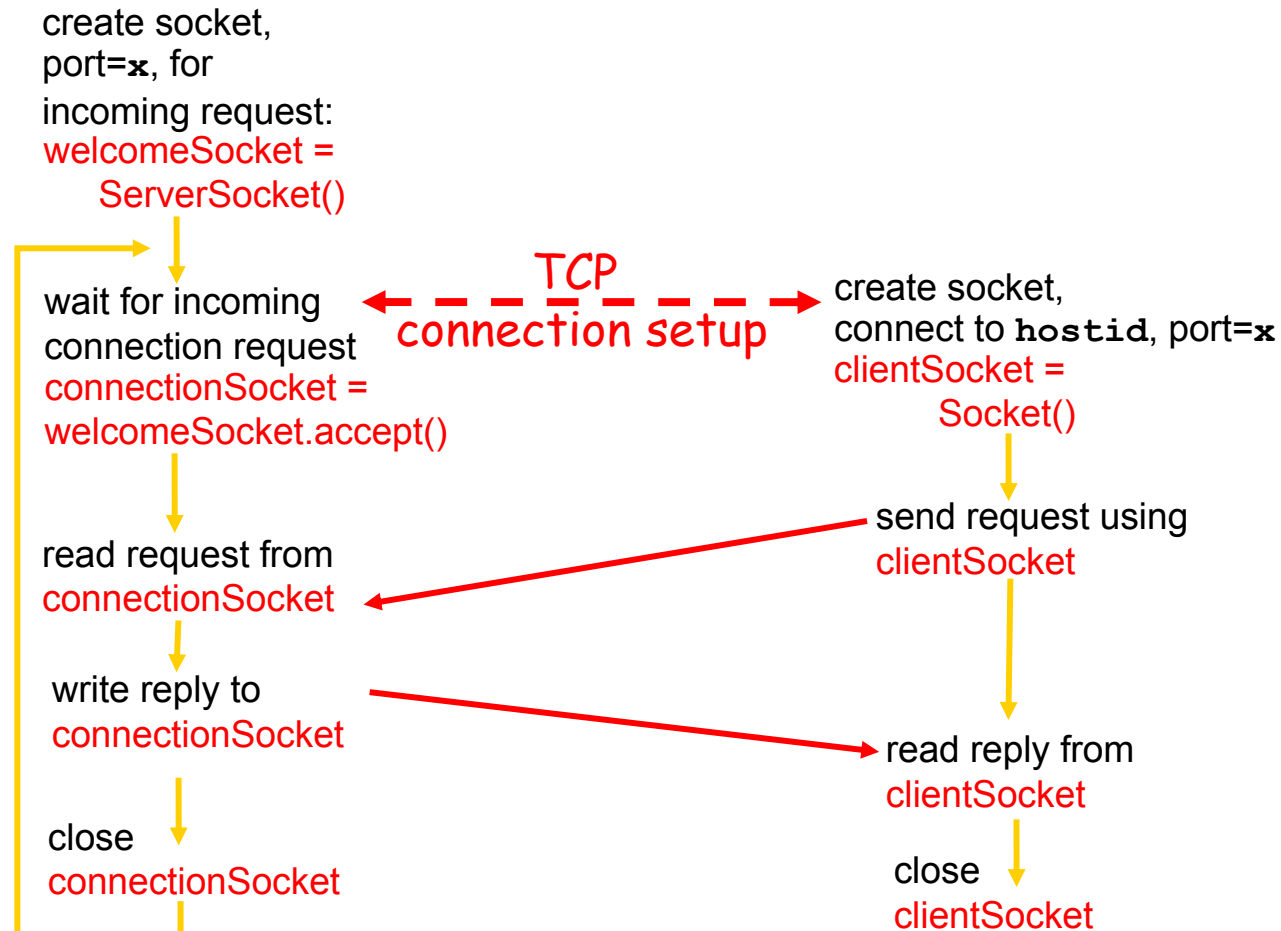 create socket,
port=x, for
incoming request:
welcomeSocket =
ServerSocket()
wait for incoming
connection request
connectionSocket =
welcomeSocket.accept()
read request from
connectionSocket
write reply to
connectionSocket
close
connectionSocket
TCP
connection setup
create socket,
connect to hostid, port=x
clientSocket =
Socket()
send request using
clientSocket
read reply from
clientSocket
close
clientSocket